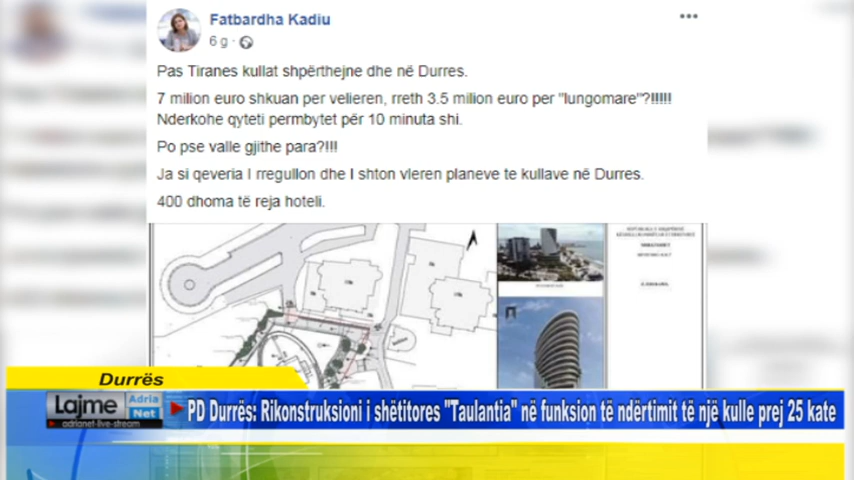 Fatbardha Kadiu
6 g ·
Pas Tiranes kullat shpërthejne dhe në Durres.
7 milion euro shkuan per velieren, rreth 3.5 milion euro per "lungomare"?!!!!!
Nderkohe qyteti permbytet për 10 minuta shi.
Po pse valle gjithe para?!!!
Ja si qeveria I rregullon dhe I shton vleren planeve te kullave në Durres.
400 dhoma të reja hoteli.
Durrës
Lajme Adria Net
adrianet-live-stream
PD Durrës: Rikonstruksioni i shëtitores "Taulantia" në funksion të ndërtimit të një kulle prej 25 kate